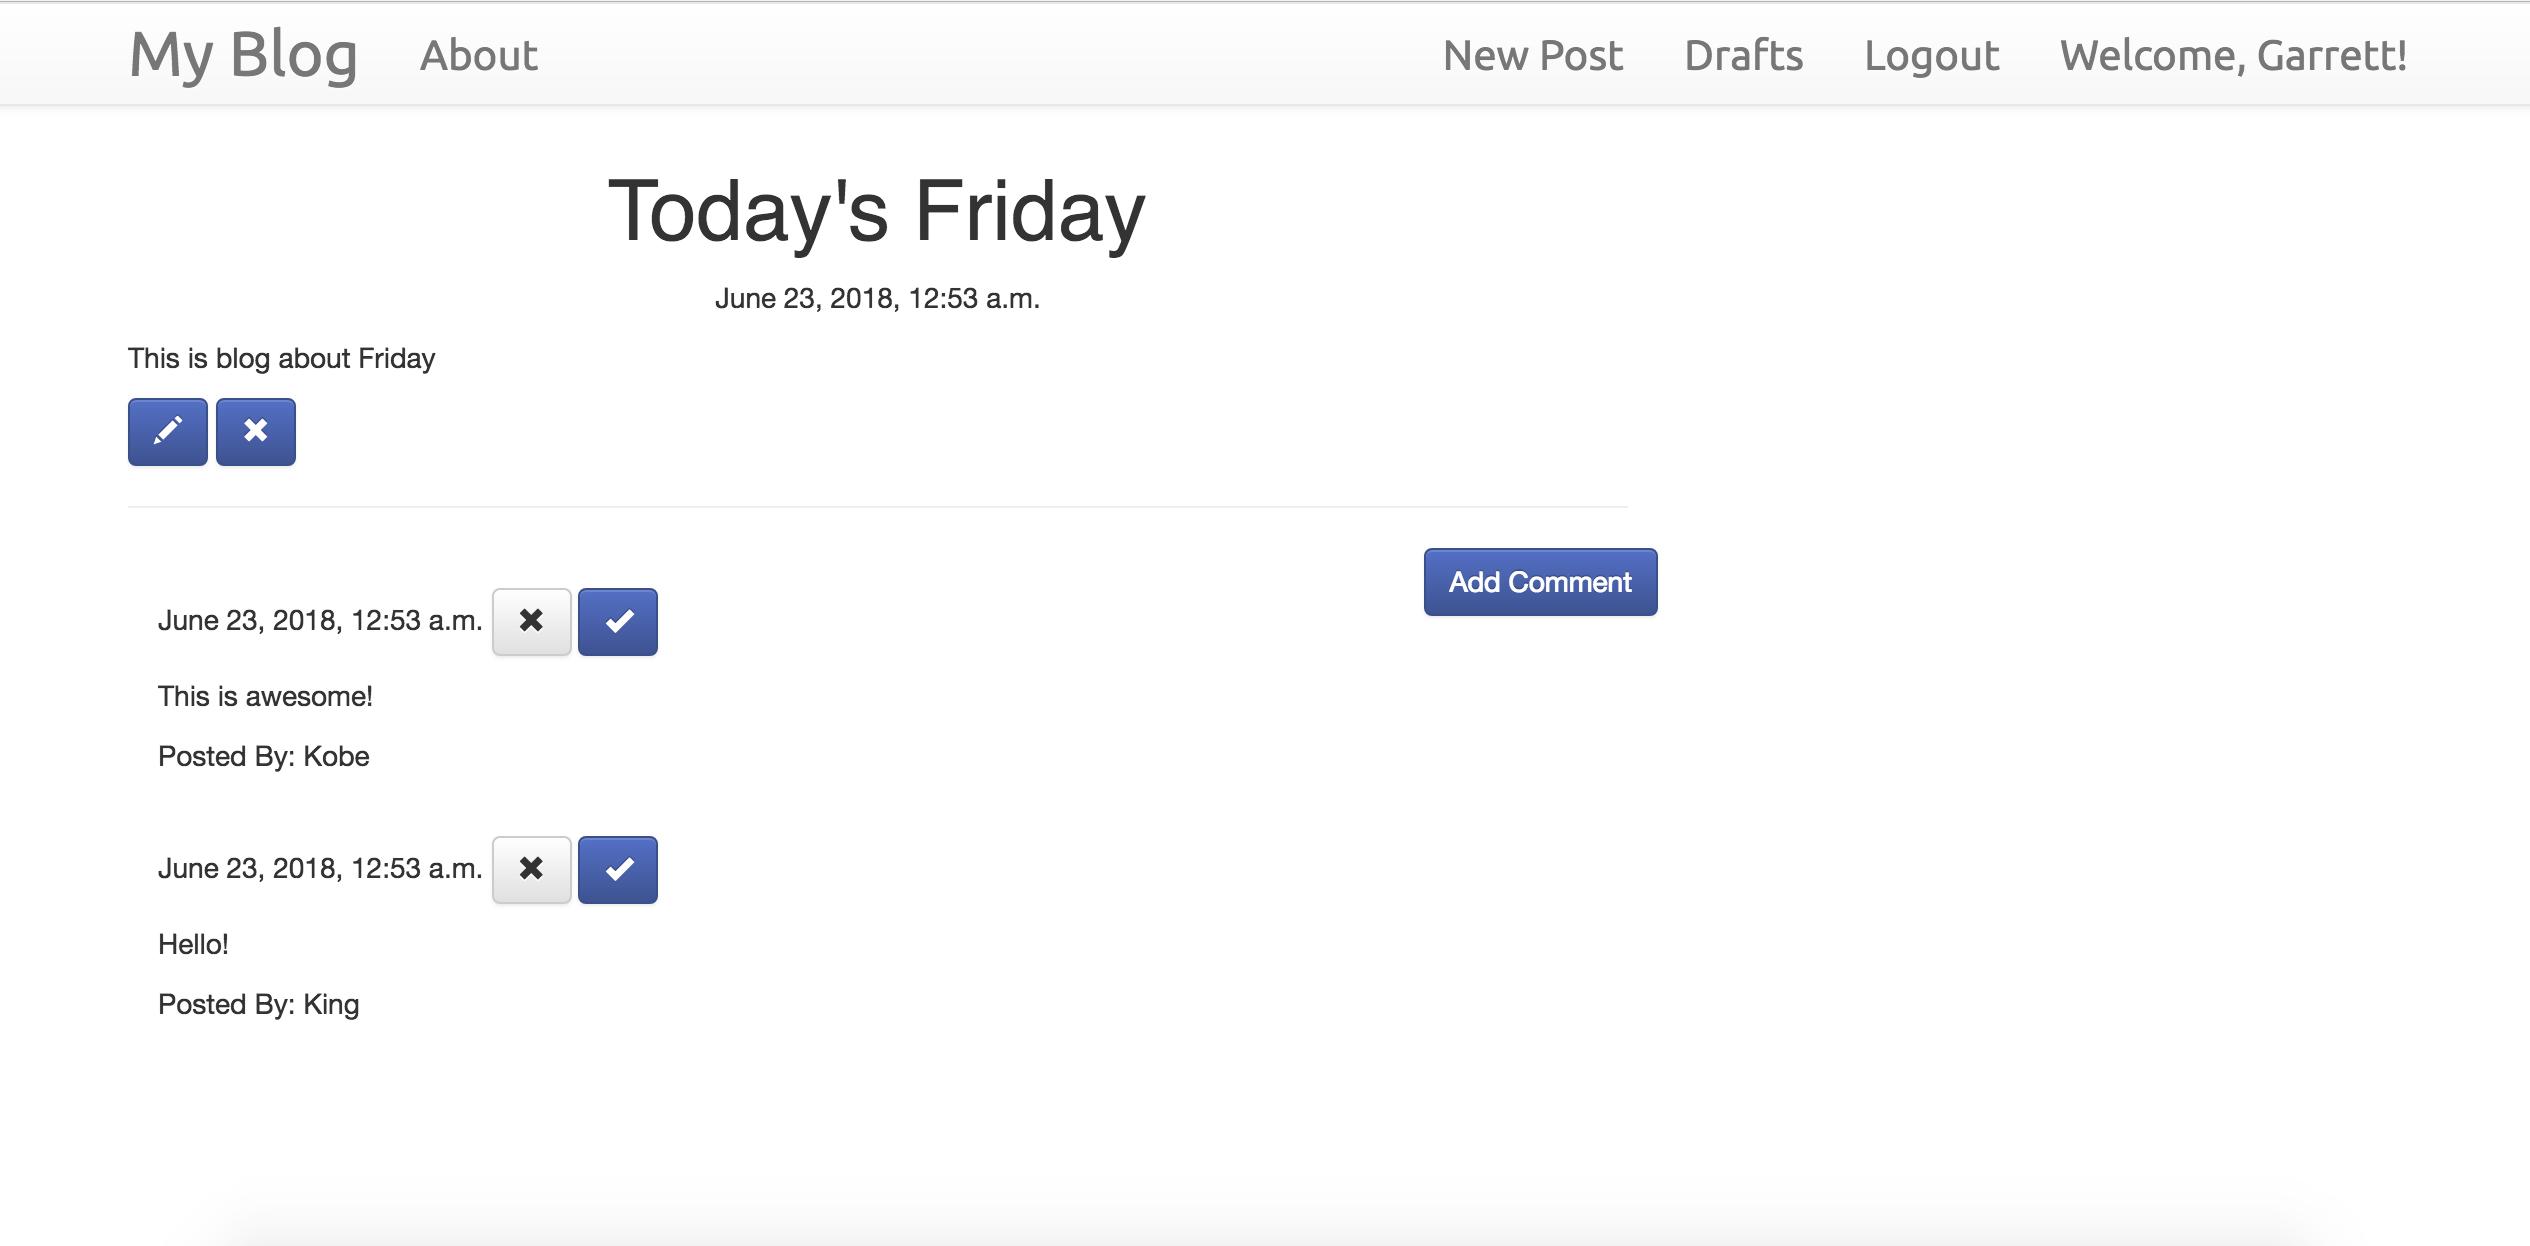 My Blog About New Post Drafts Logout Welcome, Garrett!
Today's Friday
June 23, 2018, 12:53 a.m.
This is blog about Friday
Add Comment
June 23, 2018, 12:53 a.m.
This is awesome!
Posted By: Kobe
June 23, 2018, 12:53 a.m.
Hello!
Posted By: King